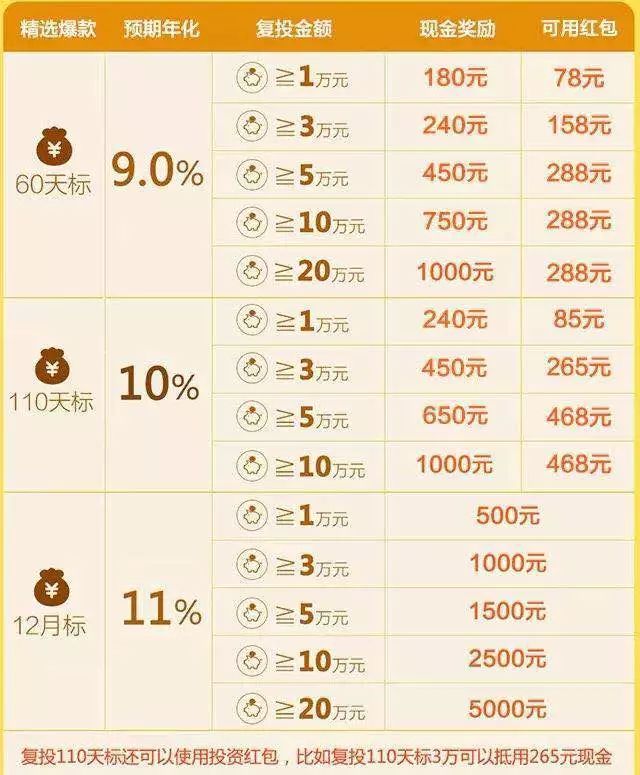 精选爆款 预期年化 复投金额 现金奖励 可用红包
≧1万元 180元 78元
≧3万元 240元 158元
¥
60天标 9.0% ≧5万元 450元 288元
≧10万元 750元 288元
≧20万元 1000元 288元
≧1万元 240元 85元
≧3万元 450元 265元
¥
110天标 10% ≧5万元 650元 468元
≧10万元 1000元 468元
≧1万元 500元
≧3万元 1000元
¥
12月标 11% ≧5万元 1500元
≧10万元 2500元
≧20万元 5000元
复投110天标还可以使用投资红包，比如复投110天标3万可以抵用265元现金